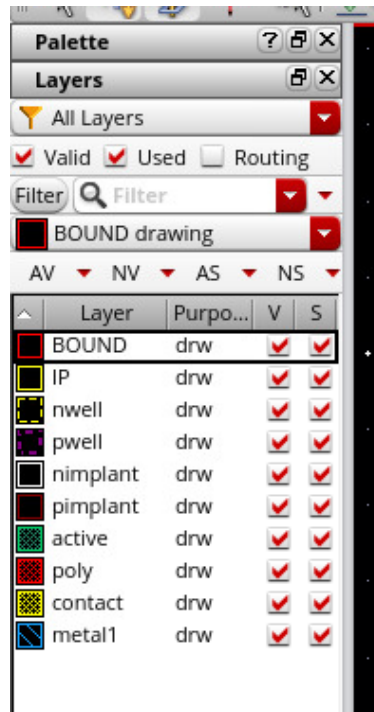 Palette ?
Layers
All Layers
Valid Used Routing
Filter Filter
BOUND drawing
AV NV AS NS
Layer Purpo... V S
BOUND drw
IP drw
nwell drw
pwell drw
nimplant drw
pimplant drw
active drw
poly drw
contact drw
metal1 drw